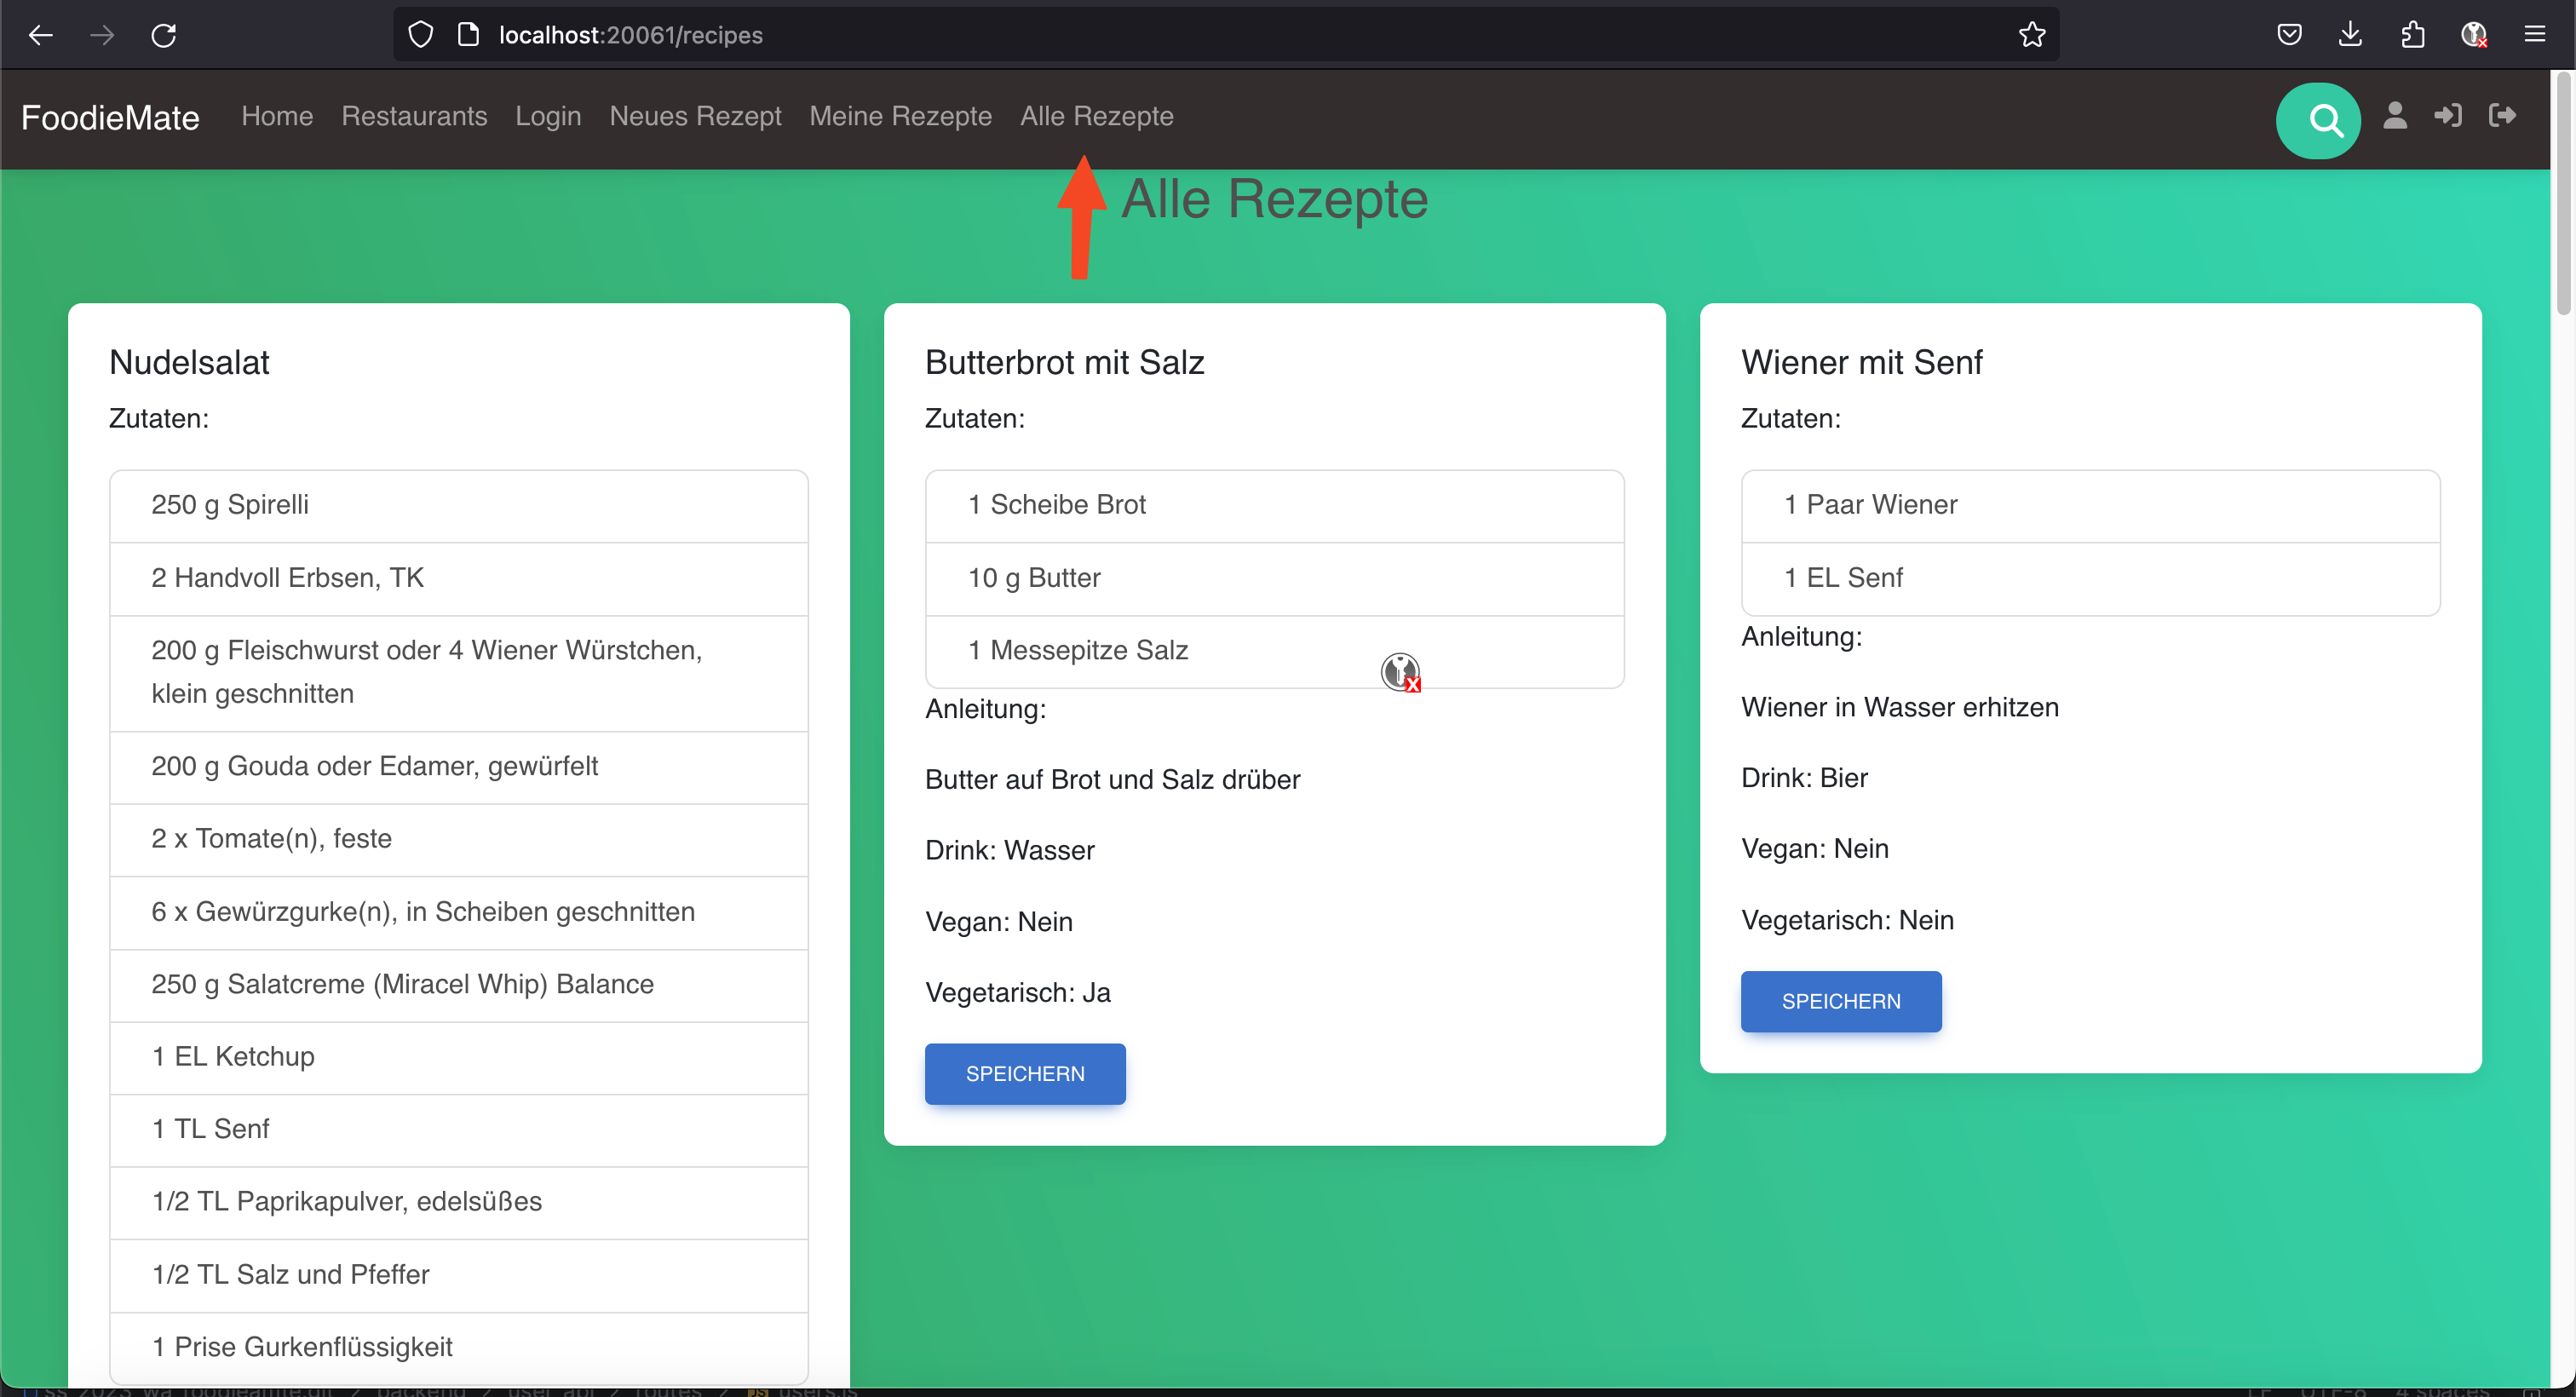 localhost:20061/recipes
FoodieMate Home Restaurants Login Neues Rezept Meine Rezepte Alle Rezepte
Alle Rezepte
Nudelsalat
Zutaten:
250 g Spirelli
2 Handvoll Erbsen, TK
200 g Fleischwurst oder 4 Wiener Würstchen,
klein geschnitten
200 g Gouda oder Edamer, gewürfelt
2 x Tomate(n), feste
6 x Gewürzgurke(n), in Scheiben geschnitten
250 g Salatcreme (Miracel Whip) Balance
1 EL Ketchup
1 TL Senf
1/2 TL Paprikapulver, edelsüßes
1/2 TL Salz und Pfeffer
1 Prise Gurkenflüssigkeit
Butterbrot mit Salz
Zutaten:
1 Scheibe Brot
10 g Butter
1 Messepitze Salz
Anleitung:
Butter auf Brot und Salz drüber
Drink: Wasser
Vegan: Nein
Vegetarisch: Ja
SPEICHERN
Wiener mit Senf
Zutaten:
1 Paar Wiener
1 EL Senf
Anleitung:
Wiener in Wasser erhitzen
Drink: Bier
Vegan: Nein
Vegetarisch: Nein
SPEICHERN